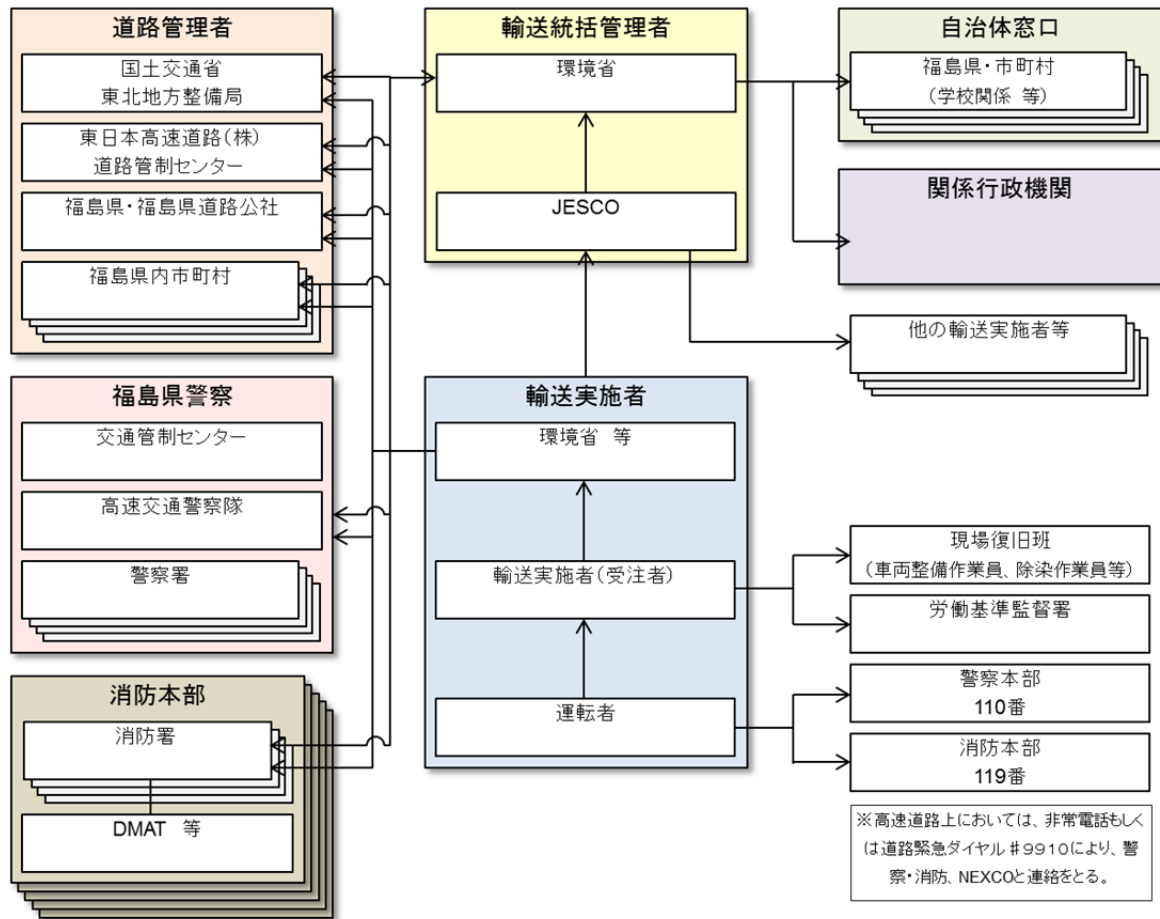 道路管理者
国土交通省
東北地方整備局
東日本高速道路(株)
道路管制センター
福島県・福島県道路公社
福島県内市町村
福島県警察
交通管制センター
高速交通警察隊
警察署
消防本部
消防署
DMAT 等
輸送統括管理者
環境省
JESCO
輸送実施者
環境省 等
輸送実施者(受注者)
運転者
自治体窓口
福島県・市町村
(学校関係 等)
関係行政機関
他の輸送実施者等
現場復旧班
(車両整備作業員、除染作業員等)
労働基準監督署
警察本部
110番
消防本部
119番
※高速道路上においては、非常電話もしく
は道路緊急ダイヤル#9910により、警
察・消防、NEXCOと連絡をとる。